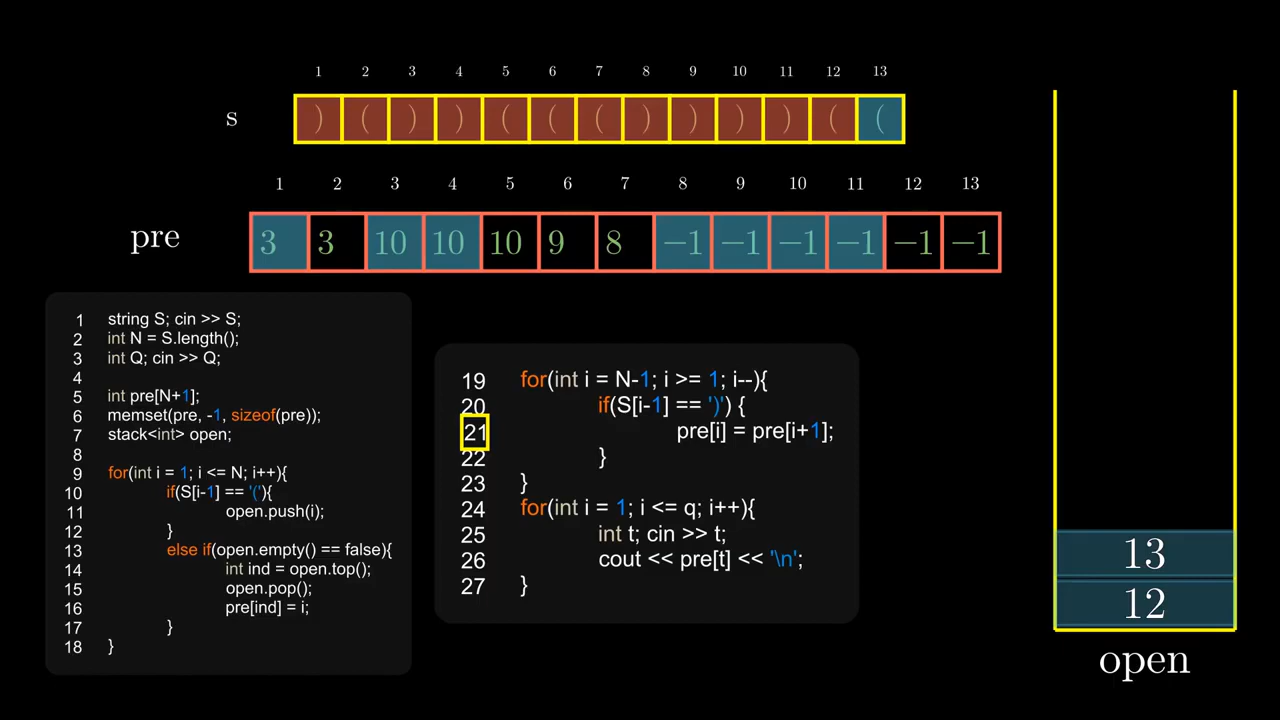 1 2 3 4 5 6 7 8 9 10 11 12 13
s ) ( ) ) ( ( ( ) ) ) ) ( (
1 2 3 4 5 6 7 8 9 10 11 12 13
pre 3 3 10 10 10 9 8 −1 −1 −1 −1 −1 −1
1 string S; cin >> S;
2 int N = S.length();
3 int Q; cin >> Q;
4
5 int pre[N+1];
6 memset(pre, -1, sizeof(pre));
7 stack<int> open;
8
9 for(int i = 1; i <= N; i++){
10 if(S[i-1] == '('){
11 open.push(i);
12 }
13 else if(open.empty() == false){
14 int ind = open.top();
15 open.pop();
16 pre[ind] = i;
17 }
18 }
19 for(int i = N-1; i >= 1; i--){
20 if(S[i-1] == ')') {
21 pre[i] = pre[i+1];
22 }
23 }
24 for(int i = 1; i <= q; i++){
25 int t; cin >> t;
26 cout << pre[t] << '\n';
27 }
13
12
open